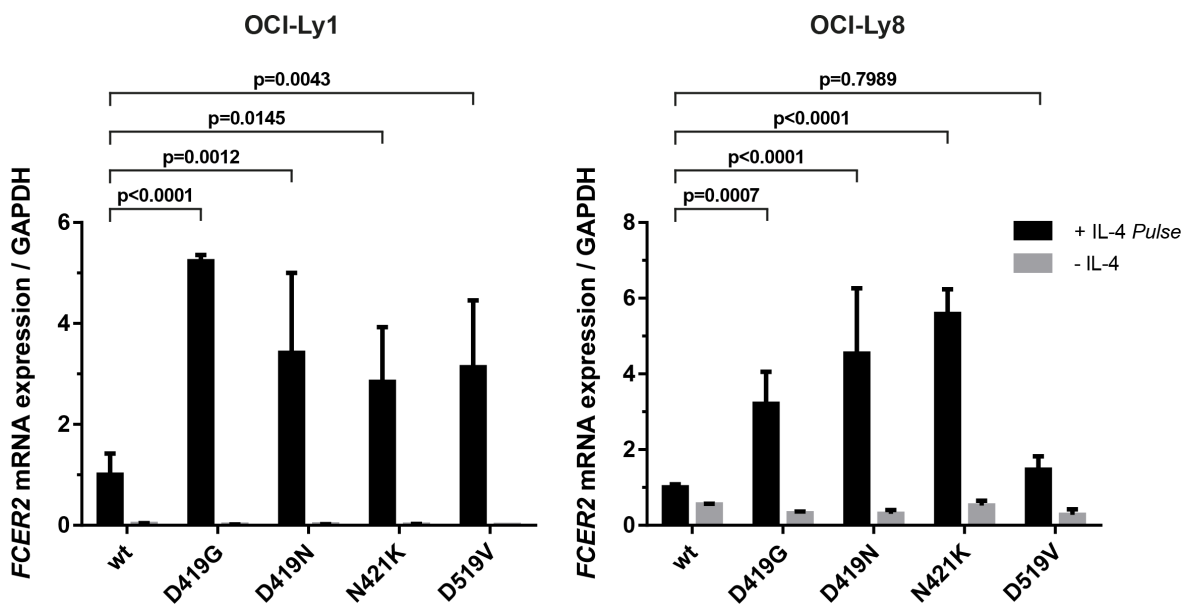 OCI-Ly1
p=0.0043
p=0.0145
p=0.0012
p<0.0001
FCER2 mRNA expression / GAPDH
6
4
2
0
wt
D419G
D419N
N421K
D519V
OCI-Ly8
p=0.7989
p<0.0001
p<0.0001
p=0.0007
FCER2 mRNA expression / GAPDH
8
6
4
2
0
wt
D419G
D419N
N421K
D519V
+ IL-4 Pulse
- IL-4